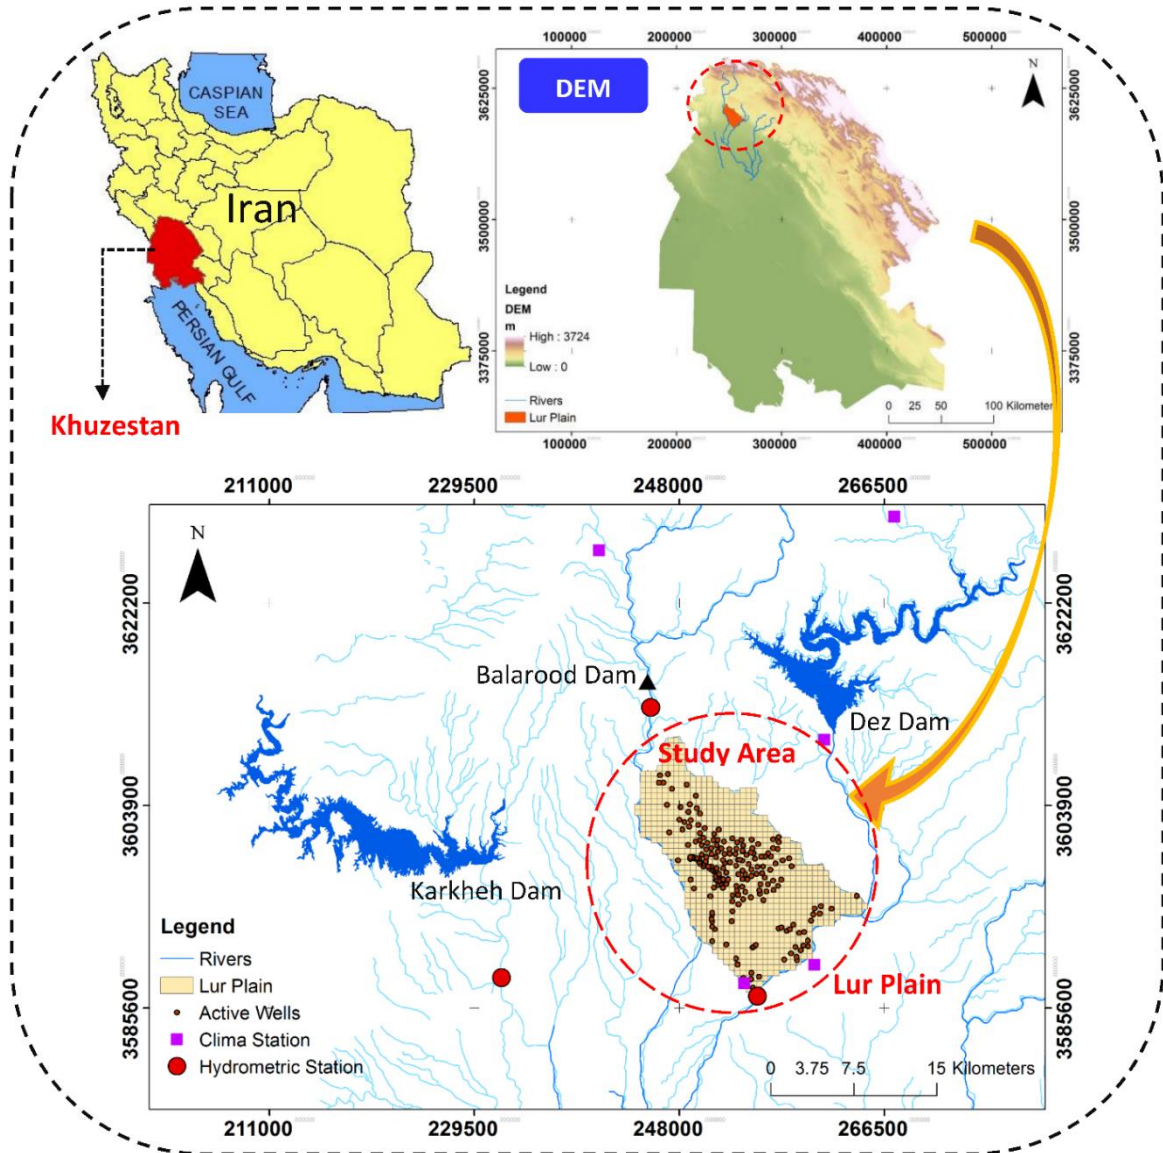 CASPIAN
SEA
Iran
PERSIAN GULF
Khuzestan
100000 200000 300000 400000 500000
DEM
N
3625000
3625000
3500000
3500000
3375000
3375000
Legend
DEM
m
High : 3724
Low : 0
Rivers
Lur Plain
0 25 50 100 Kilometer
100000 200000 300000 400000 500000
211000 229500 248000 266500
N
3622200
3622200
Balarood Dam
Dez Dam
Study Area
3603900
3603900
Karkheh Dam
Legend
Rivers
Lur Plain
Active Wells
Clima Station
Hydrometric Station
Lur Plain
3585600
3585600
0 3.75 7.5 15 Kilometers
211000 229500 248000 266500